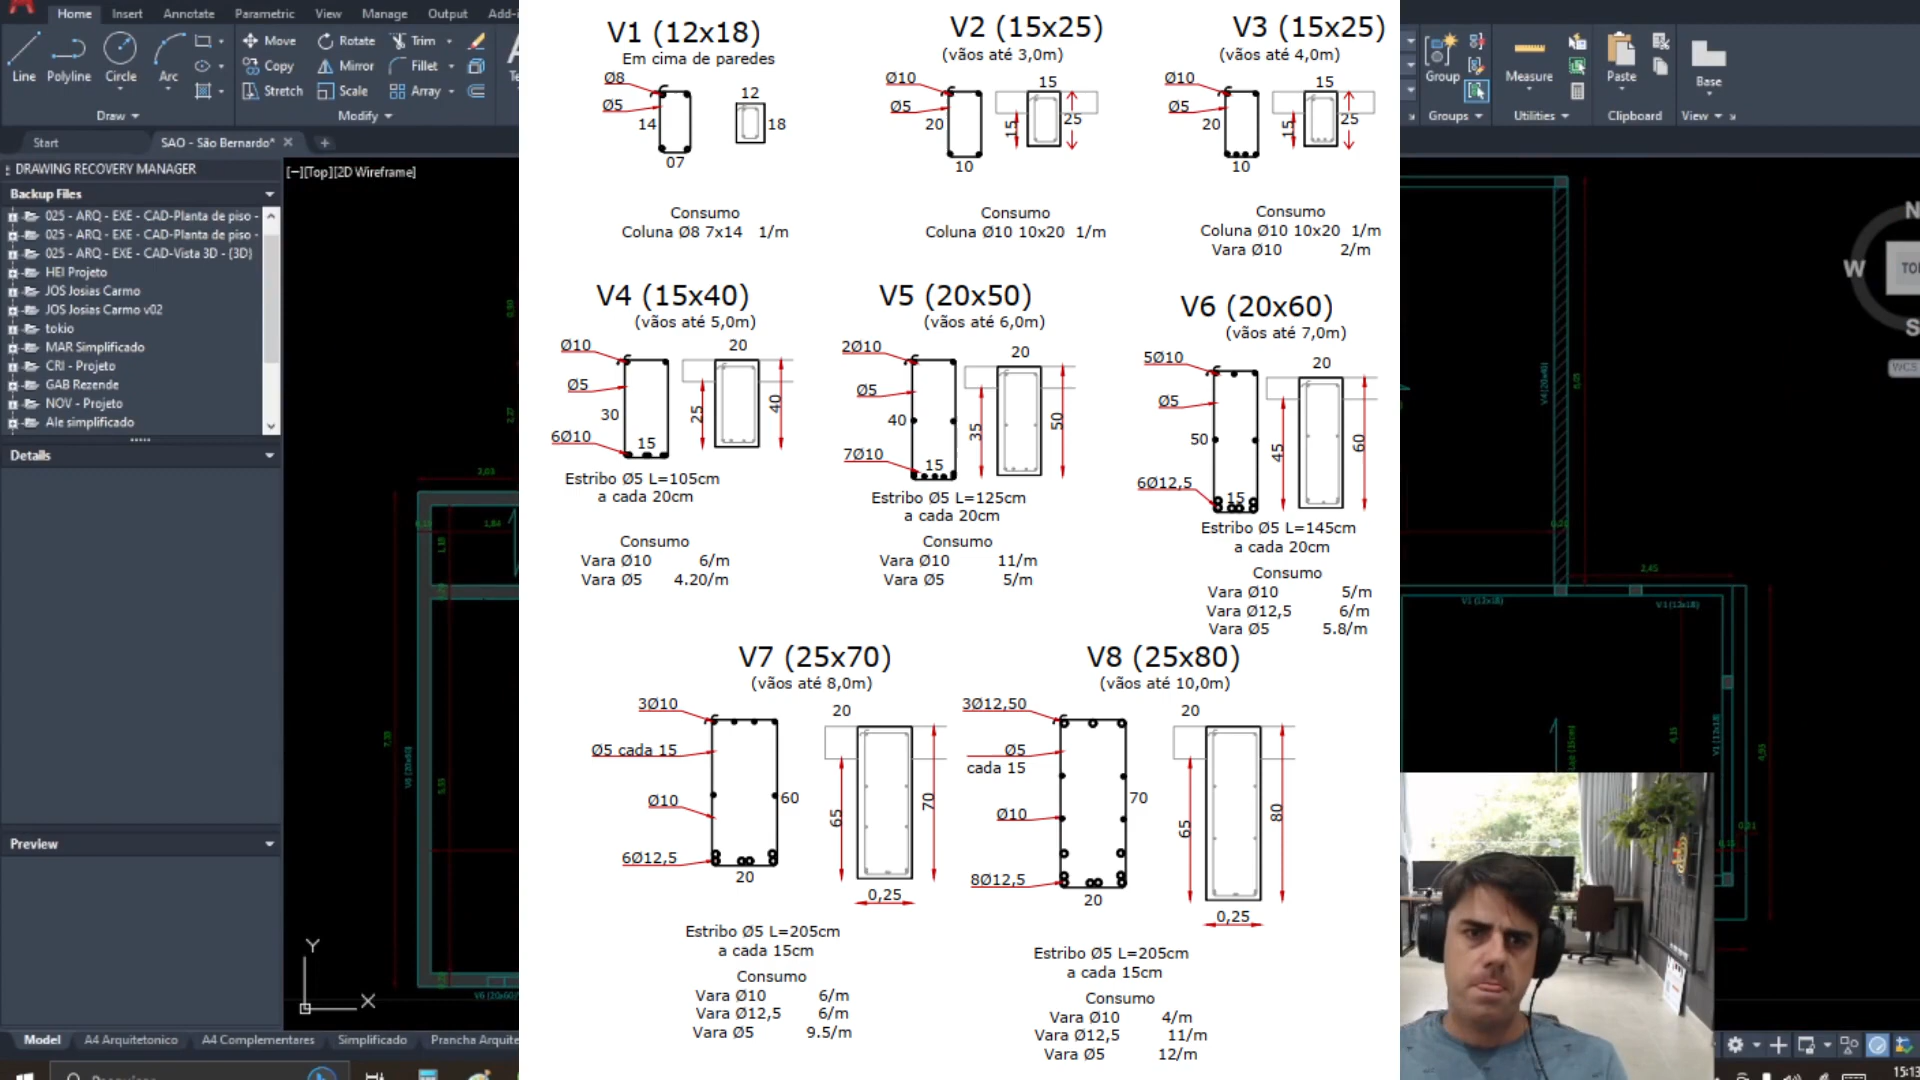 Home Insert Annotate Parametric View Manage Output Add-i
Line Polyline Circle Arc
Move Rotate Trim
Copy Mirror Fillet
Stretch Scale Array
Draw Modify
Group Measure Paste Base
Groups Utilities Clipboard View
Start SAO - São Bernardo*
DRAWING RECOVERY MANAGER
Backup Files
025 - ARQ - EXE - CAD-Planta de piso -
025 - ARQ - EXE - CAD-Planta de piso -
025 - ARQ - EXE - CAD-Vista 3D - {3D}
HEI Projeto
JOS Josias Carmo
JOS Josias Carmo v02
tokio
MAR Simplificado
CRI - Projeto
GAB Rezende
NOV - Projeto
Ale simplificado
Details
Preview
[−][Top][2D Wireframe]
V1 (12x18)
Em cima de paredes
Ø8
Ø5
14
07
12
18
Consumo
Coluna Ø8 7x14 1/m
V2 (15x25)
(vãos até 3,0m)
Ø10
Ø5
20
10
15
15
25
Consumo
Coluna Ø10 10x20 1/m
V3 (15x25)
(vãos até 4,0m)
Ø10
Ø5
20
10
15
15
25
Consumo
Coluna Ø10 10x20 1/m
Vara Ø10 2/m
V4 (15x40)
(vãos até 5,0m)
Ø10
Ø5
30
6Ø10
15
20
25
40
Estribo Ø5 L=105cm
a cada 20cm
Consumo
Vara Ø10 6/m
Vara Ø5 4.20/m
V5 (20x50)
(vãos até 6,0m)
2Ø10
Ø5
40
7Ø10
15
20
35
50
Estribo Ø5 L=125cm
a cada 20cm
Consumo
Vara Ø10 11/m
Vara Ø5 5/m
V6 (20x60)
(vãos até 7,0m)
5Ø10
Ø5
50
6Ø12,5
15
20
45
60
Estribo Ø5 L=145cm
a cada 20cm
Consumo
Vara Ø10 5/m
Vara Ø12,5 6/m
Vara Ø5 5.8/m
V7 (25x70)
(vãos até 8,0m)
3Ø10
Ø5 cada 15
Ø10
6Ø12,5
60
20
20
65
70
0,25
Estribo Ø5 L=205cm
a cada 15cm
Consumo
Vara Ø10 6/m
Vara Ø12,5 6/m
Vara Ø5 9.5/m
V8 (25x80)
(vãos até 10,0m)
3Ø12,50
Ø5
cada 15
Ø10
8Ø12,5
70
20
20
65
80
0,25
Estribo Ø5 L=205cm
a cada 15cm
Consumo
Vara Ø10 4/m
Vara Ø12,5 11/m
Vara Ø5 12/m
N
W
S
WCS
2,03
1,84
2,45
V1 (12x18)
V1 (12x18)
Y
X
Model A4 Arquitetonico A4 Complementares Simplificado Prancha Arquite
15:13